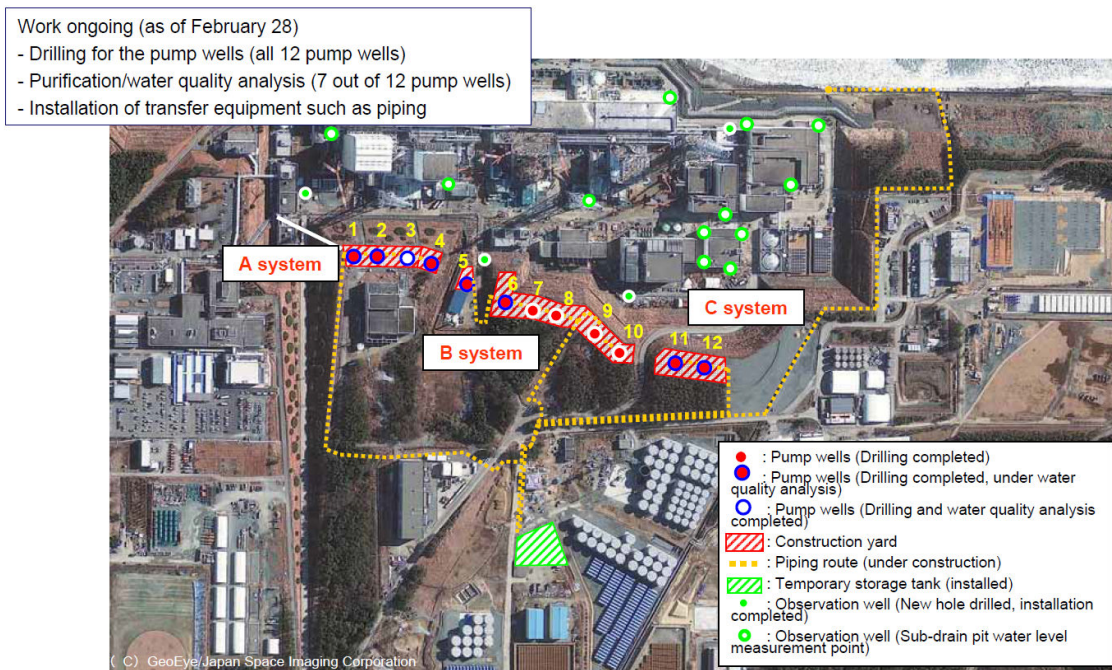 Work ongoing (as of February 28)
- Drilling for the pump wells (all 12 pump wells)
- Purification/water quality analysis (7 out of 12 pump wells)
- Installation of transfer equipment such as piping
1 2 3 4
A system
5
6
7
8
9
10
B system
C system
11 12
: Pump wells (Drilling completed)
: Pump wells (Drilling completed, under water
quality analysis)
: Pump wells (Drilling and water quality analysis
completed)
: Construction yard
: Piping route (under construction)
: Temporary storage tank (installed)
: Observation well (New hole drilled, installation
completed)
: Observation well (Sub-drain pit water level
measurement point)
(C) GeoEye/Japan Space Imaging Corporation